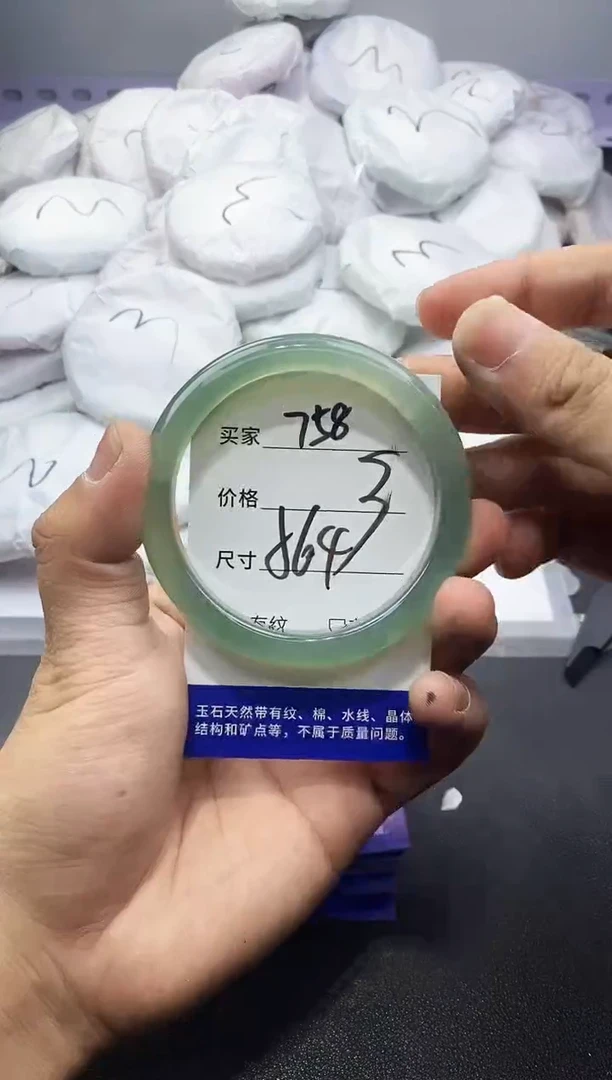 买家 758
价格
尺寸 864
有纹
玉石天然带有纹、棉、水线、晶体
结构和矿点等，不属于质量问题。